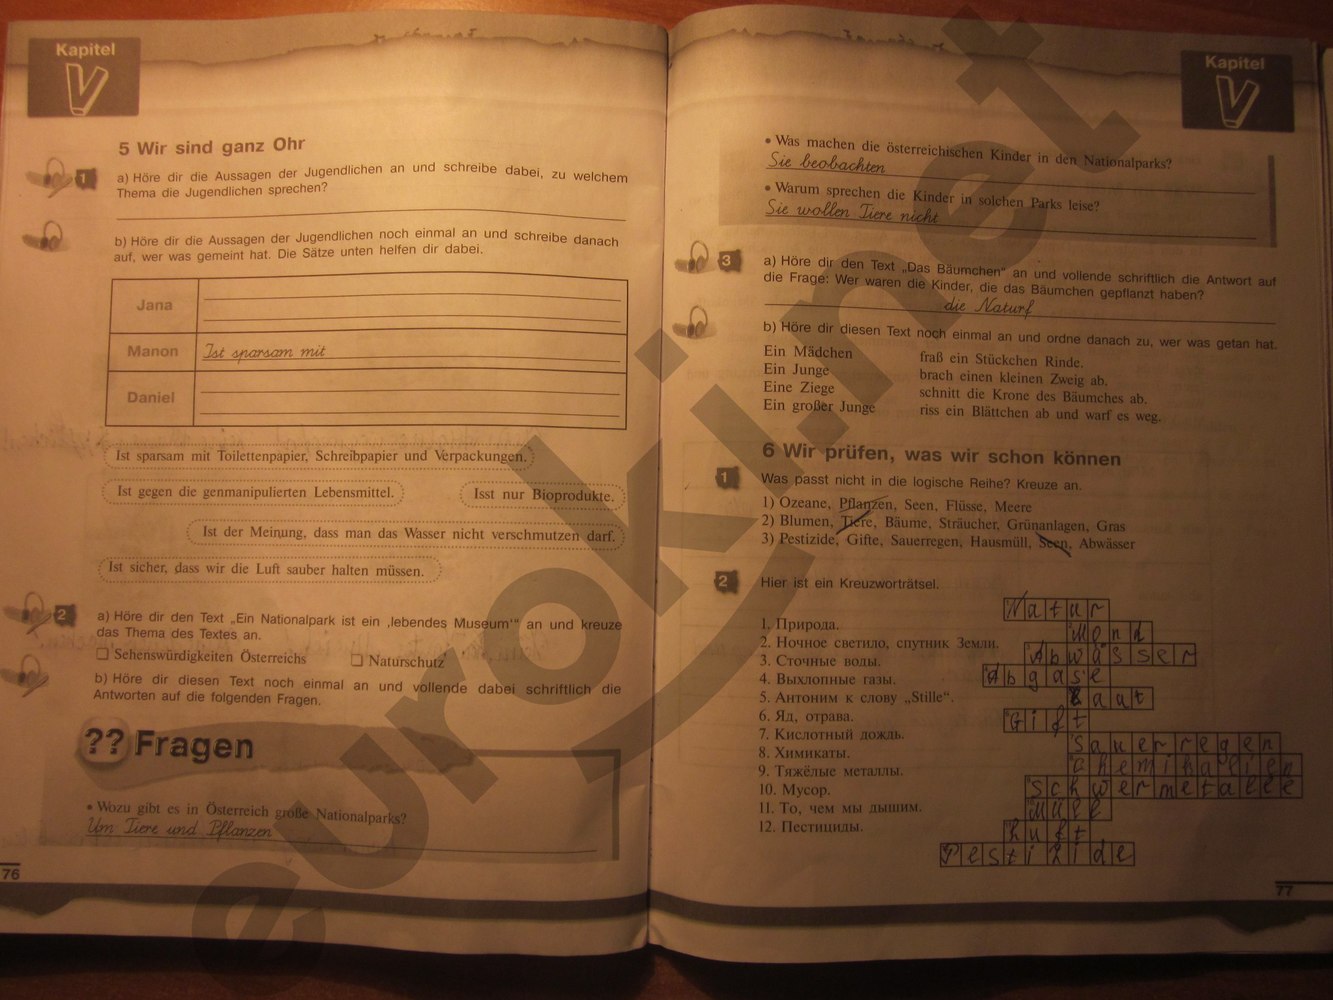 Kapitel
V
5 Wir sind ganz Ohr
1
a) Höre dir die Aussagen der Jugendlichen an und schreibe dabei, zu welchem
Thema die Jugendlichen sprechen?
b) Höre dir die Aussagen der Jugendlichen noch einmal an und schreibe danach
auf, wer was gemeint hat. Die Sätze unten helfen dir dabei.
Jana
Manon
Ist sparsam mit
Daniel
Ist sparsam mit Toilettenpapier, Schreibpapier und Verpackungen.
Ist gegen die genmanipulierten Lebensmittel.
Isst nur Bioprodukte.
Ist der Meinung, dass man das Wasser nicht verschmutzen darf.
Ist sicher, dass wir die Luft sauber halten müssen.
2
a) Höre dir den Text „Ein Nationalpark ist ein ‚lebendes Museum‘“ an und kreuze
das Thema des Textes an.
❏ Sehenswürdigkeiten Österreichs
❏ Naturschutz
b) Höre dir diesen Text noch einmal an und vollende dabei schriftlich die
Antworten auf die folgenden Fragen.
?? Fragen
• Wozu gibt es in Österreich große Nationalparks?
Um Tiere und Pflanzen
76
Kapitel
V
• Was machen die österreichischen Kinder in den Nationalparks?
Sie beobachten
• Warum sprechen die Kinder in solchen Parks leise?
Sie wollen Tiere nicht
3
a) Höre dir den Text „Das Bäumchen“ an und vollende schriftlich die Antwort auf
die Frage: Wer waren die Kinder, die das Bäumchen gepflanzt haben?
die Naturf
b) Höre dir diesen Text noch einmal an und ordne danach zu, wer was getan hat.
Ein Mädchen
Ein Junge
Eine Ziege
Ein großer Junge
fraß ein Stückchen Rinde.
brach einen kleinen Zweig ab.
schnitt die Krone des Bäumches ab.
riss ein Blättchen ab und warf es weg.
6 Wir prüfen, was wir schon können
1
Was passt nicht in die logische Reihe? Kreuze an.
1) Ozeane, Pflanzen, Seen, Flüsse, Meere
2) Blumen, Tiere, Bäume, Sträucher, Grünanlagen, Gras
3) Pestizide, Gifte, Sauerregen, Hausmüll, Seen, Abwässer
2
Hier ist ein Kreuzworträtsel.
1. Природа.
2. Ночное светило, спутник Земли.
3. Сточные воды.
4. Выхлопные газы.
5. Антоним к слову „Stille“.
6. Яд, отрава.
7. Кислотный дождь.
8. Химикаты.
9. Тяжёлые металлы.
10. Мусор.
11. То, чем мы дышим.
12. Пестициды.
Natur
Mond
Abwässer
Abgase
Laut
Gift
Sauerregen
Chemikalien
Schwermetalle
Müll
Luft
Pestizide
77
euroki.net